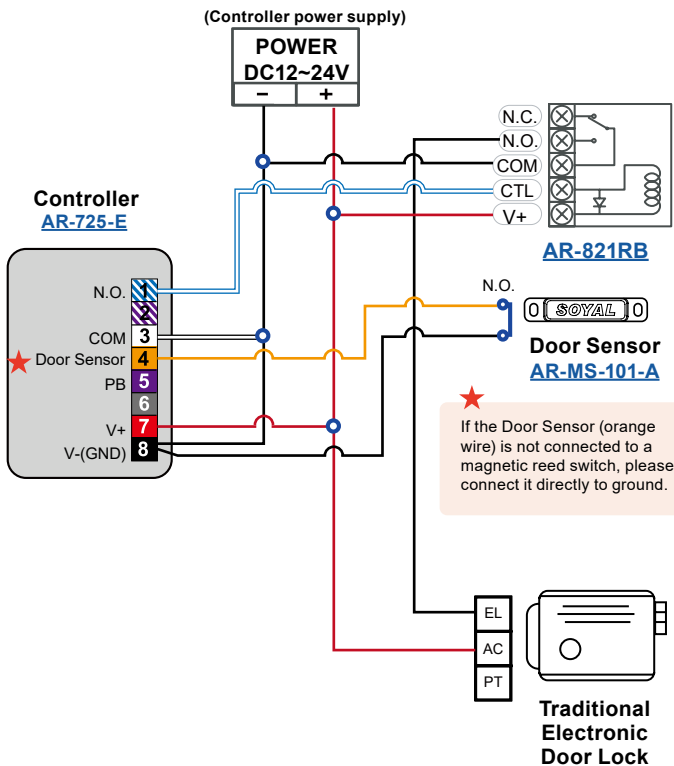 (Controller power supply)
POWER
DC12~24V
− +
N.C.
N.O.
COM
CTL
V+
AR-821RB
Controller
AR-725-E
N.O. 1
2
COM 3
Door Sensor 4
PB 5
6
V+ 7
V-(GND) 8
N.O.
SOYAL
Door Sensor
AR-MS-101-A
If the Door Sensor (orange
wire) is not connected to a
magnetic reed switch, please
connect it directly to ground.
EL
AC
PT
Traditional
Electronic
Door Lock